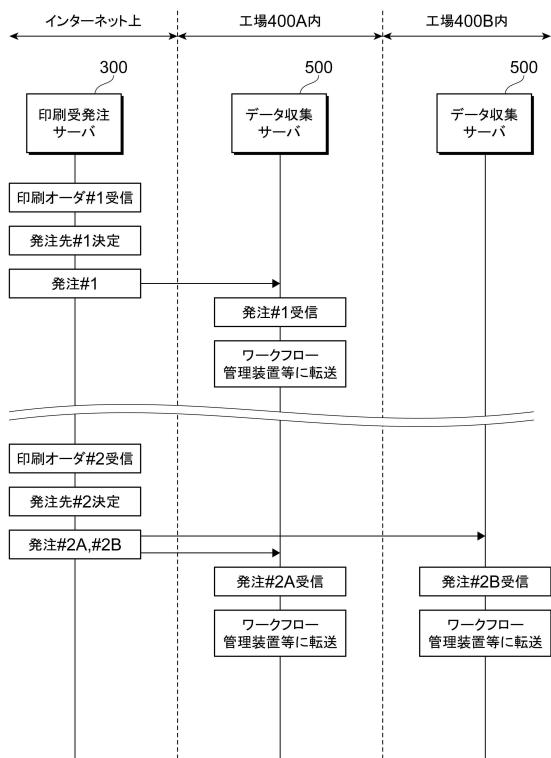 インターネット上
工場400A内
工場400B内
300
500
500
印刷受発注
サーバ
データ収集
サーバ
データ収集
サーバ
印刷オーダ#1受信
発注先#1決定
発注#1
発注#1受信
ワークフロー
管理装置等に転送
印刷オーダ#2受信
発注先#2決定
発注#2A,#2B
発注#2A受信
発注#2B受信
ワークフロー
管理装置等に転送
ワークフロー
管理装置等に転送